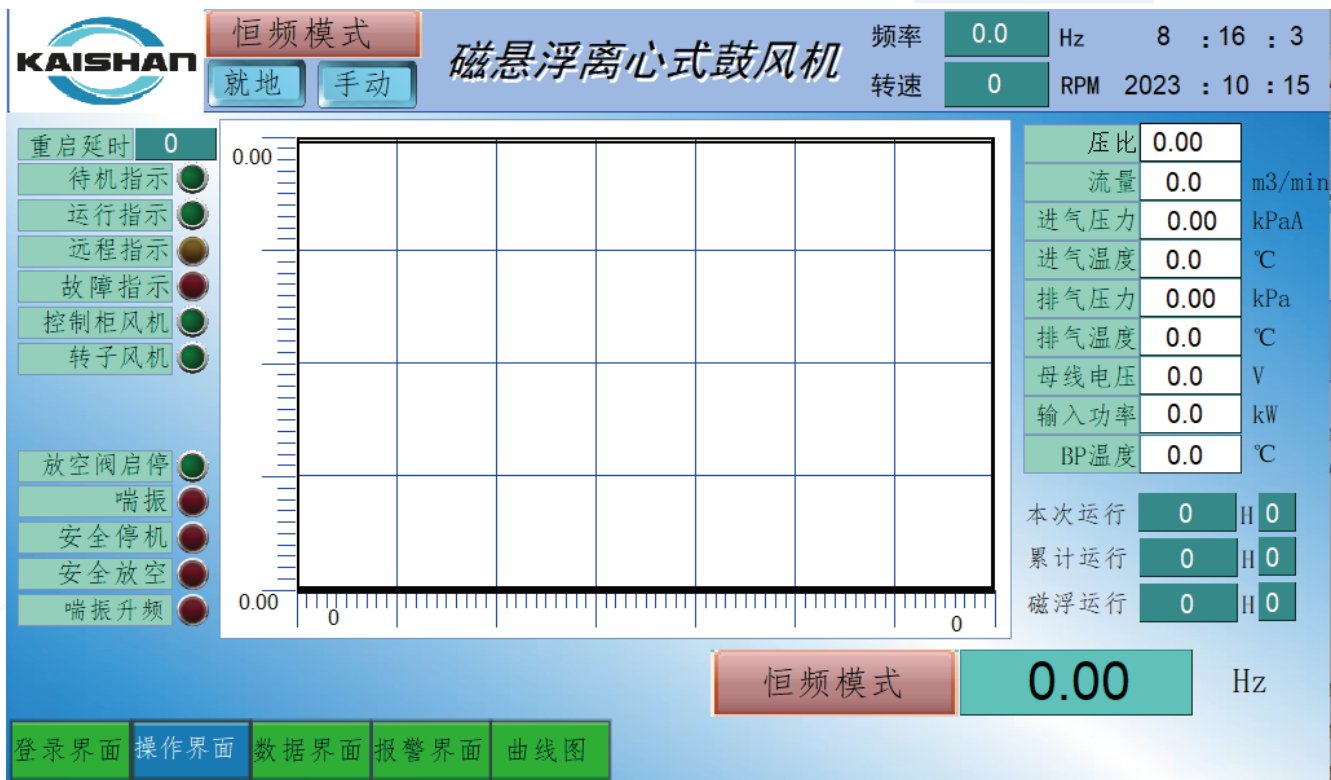 KAISHAN
恒频模式
就地 手动
磁悬浮离心式鼓风机
频率 0.0 Hz 8 : 16 : 3
转速 0 RPM 2023 : 10 : 15
重启延时 0
待机指示
运行指示
远程指示
故障指示
控制柜风机
转子风机
放空阀启停
喘振
安全停机
安全放空
喘振升频
0.00
0.00
0 0
压比 0.00
流量 0.0 m3/min
进气压力 0.00 kPaA
进气温度 0.0 ℃
排气压力 0.00 kPa
排气温度 0.0 ℃
母线电压 0.0 V
输入功率 0.0 kW
BP温度 0.0 ℃
本次运行 0 H 0
累计运行 0 H 0
磁浮运行 0 H 0
恒频模式 0.00 Hz
登录界面 操作界面 数据界面 报警界面 曲线图